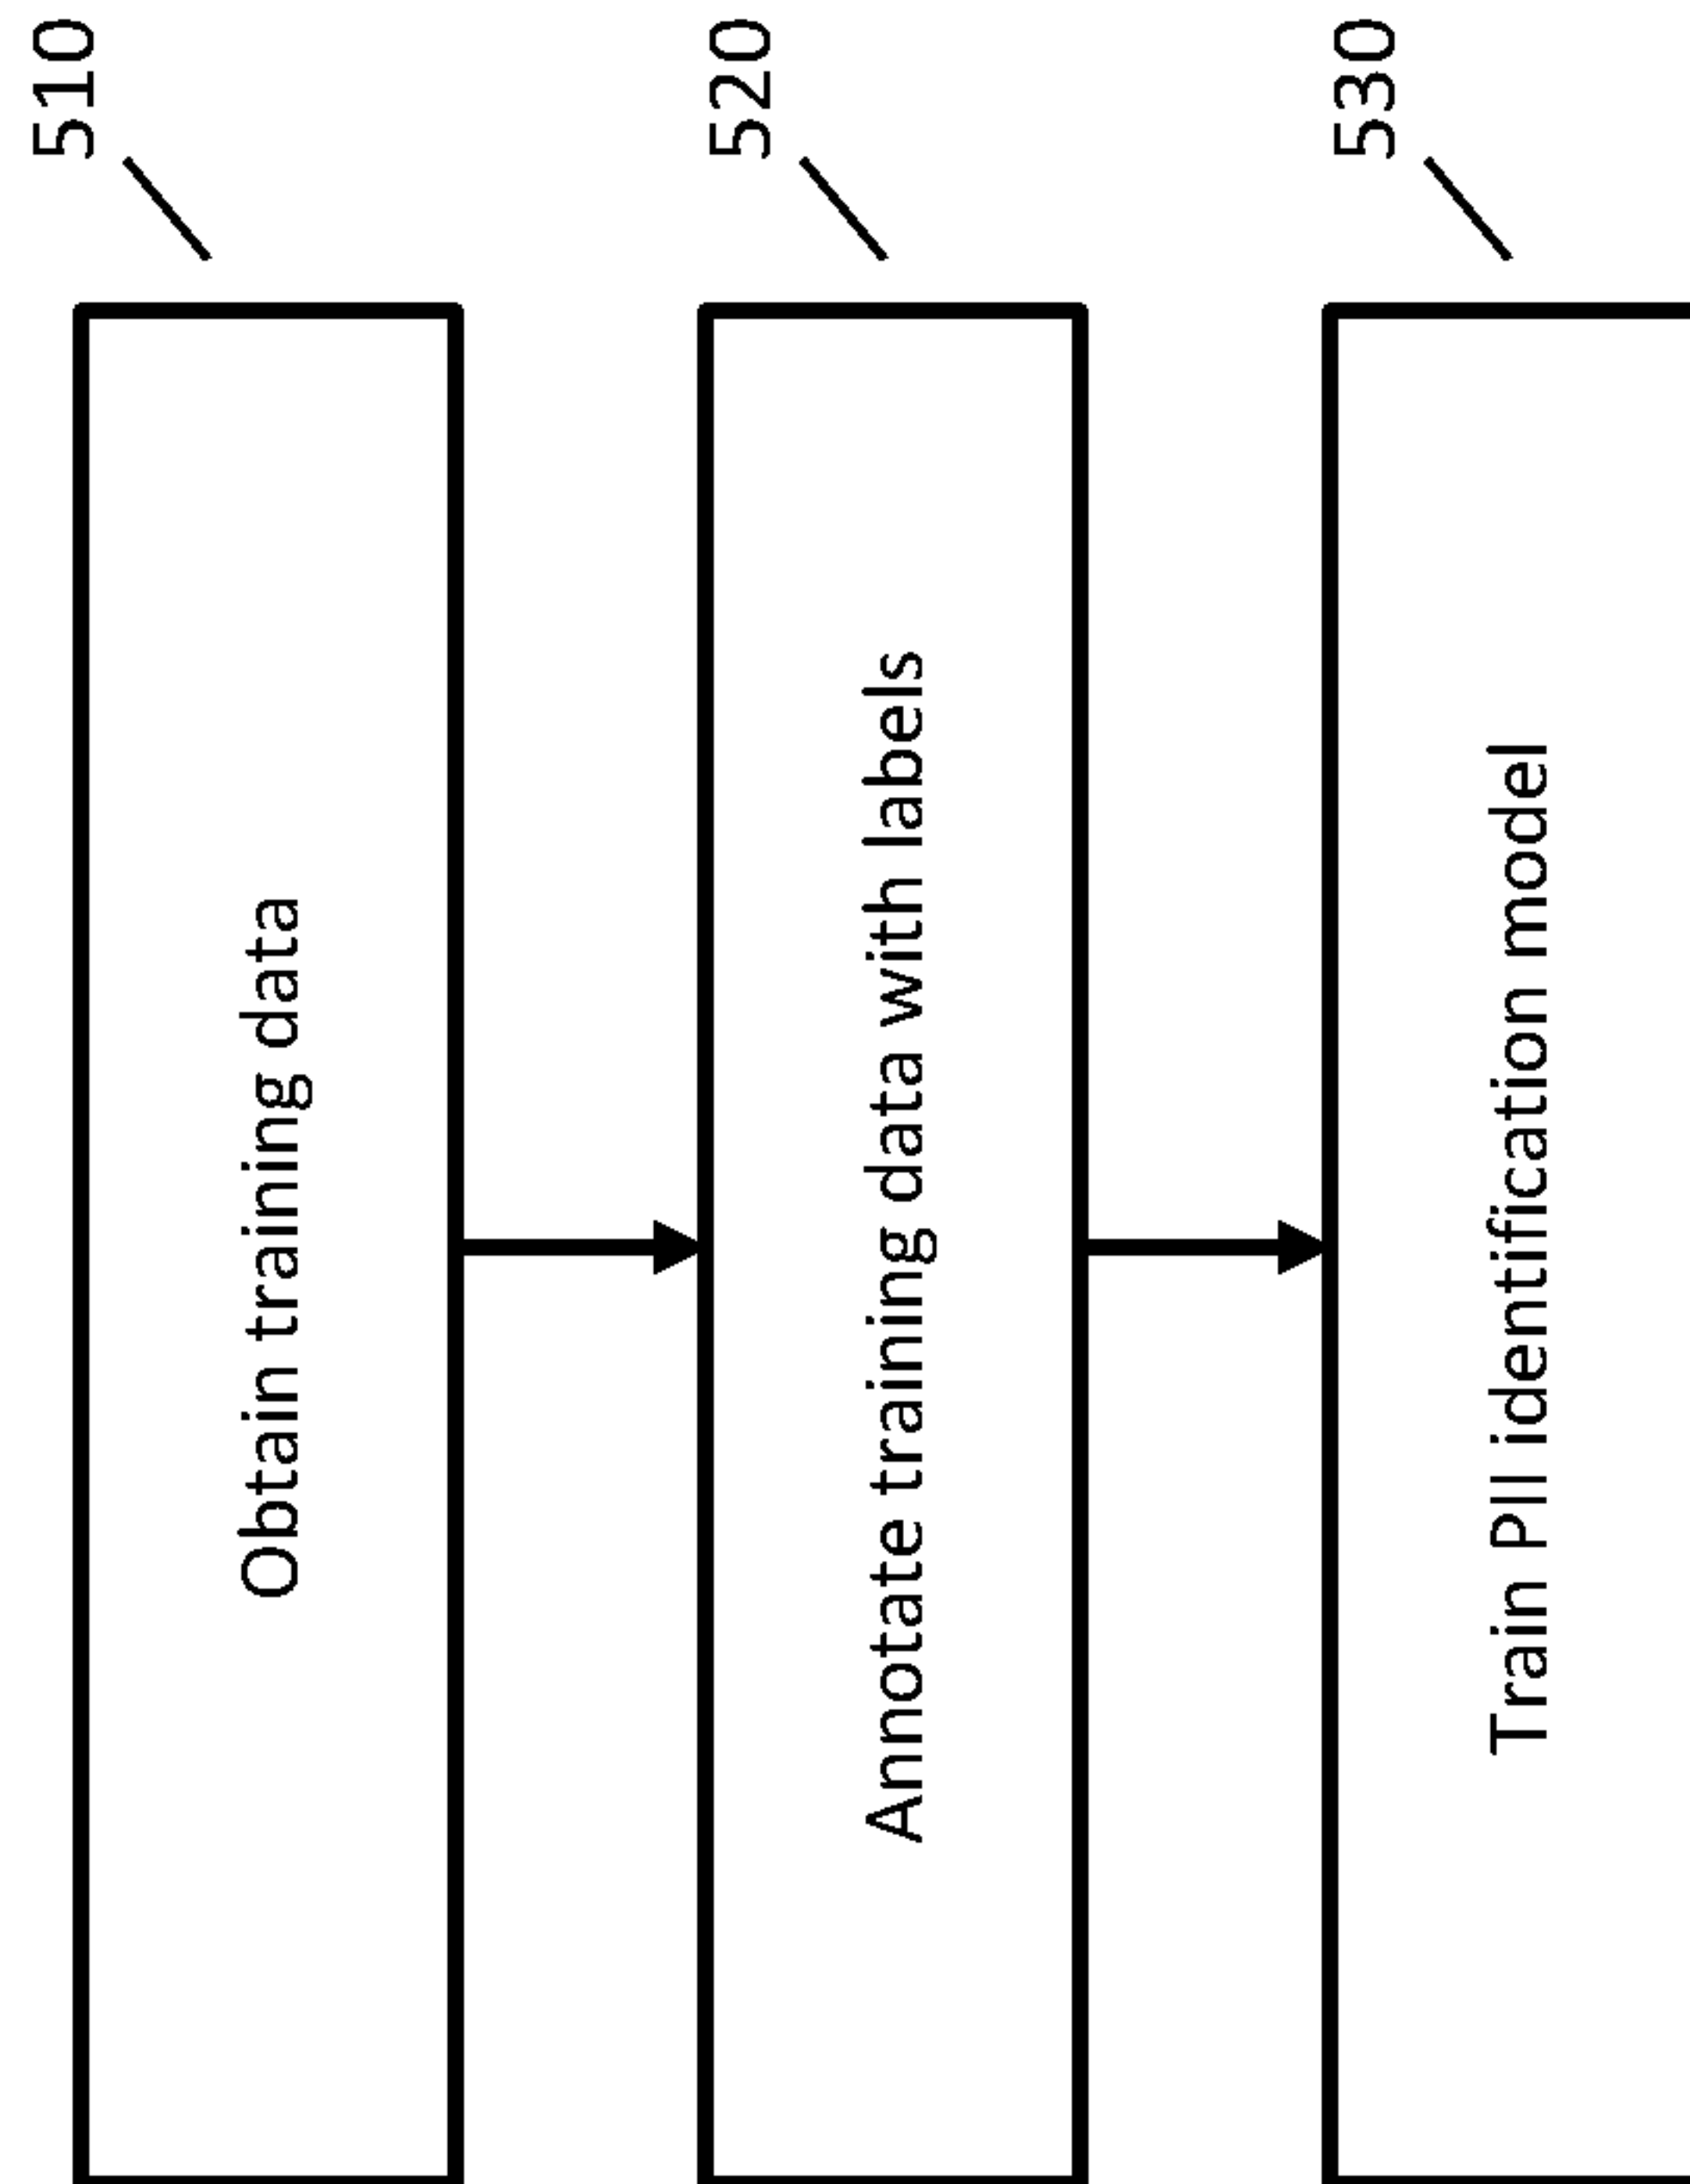 510
Obtain training data
520
Annotate training data with labels
530
Train PII identification model